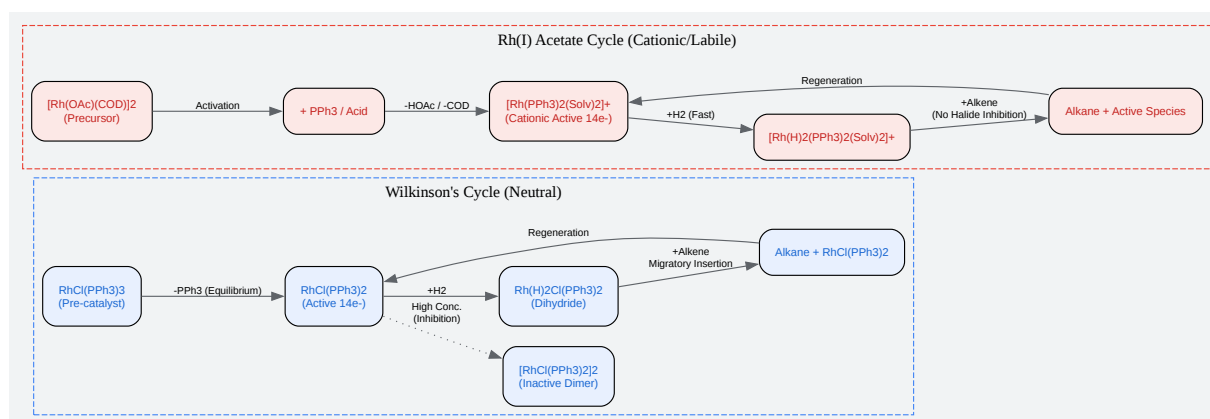 Rh(I) Acetate Cycle (Cationic/Labile)
[Rh(OAc)(COD)]2
(Precursor)
Activation
+ PPh3 / Acid
-HOAc / -COD
[Rh(PPh3)2(Solv)2]+
(Cationic Active 14e-)
+H2 (Fast)
[Rh(H)2(PPh3)2(Solv)2]+
+Alkene
(No Halide Inhibition)
Alkane + Active Species
Regeneration
Wilkinson's Cycle (Neutral)
RhCl(PPh3)3
(Pre-catalyst)
-PPh3 (Equilibrium)
RhCl(PPh3)2
(Active 14e-)
+H2
Rh(H)2Cl(PPh3)2
(Dihydride)
+Alkene
Migratory Insertion
Alkane + RhCl(PPh3)2
Regeneration
High Conc.
(Inhibition)
[RhCl(PPh3)2]2
(Inactive Dimer)